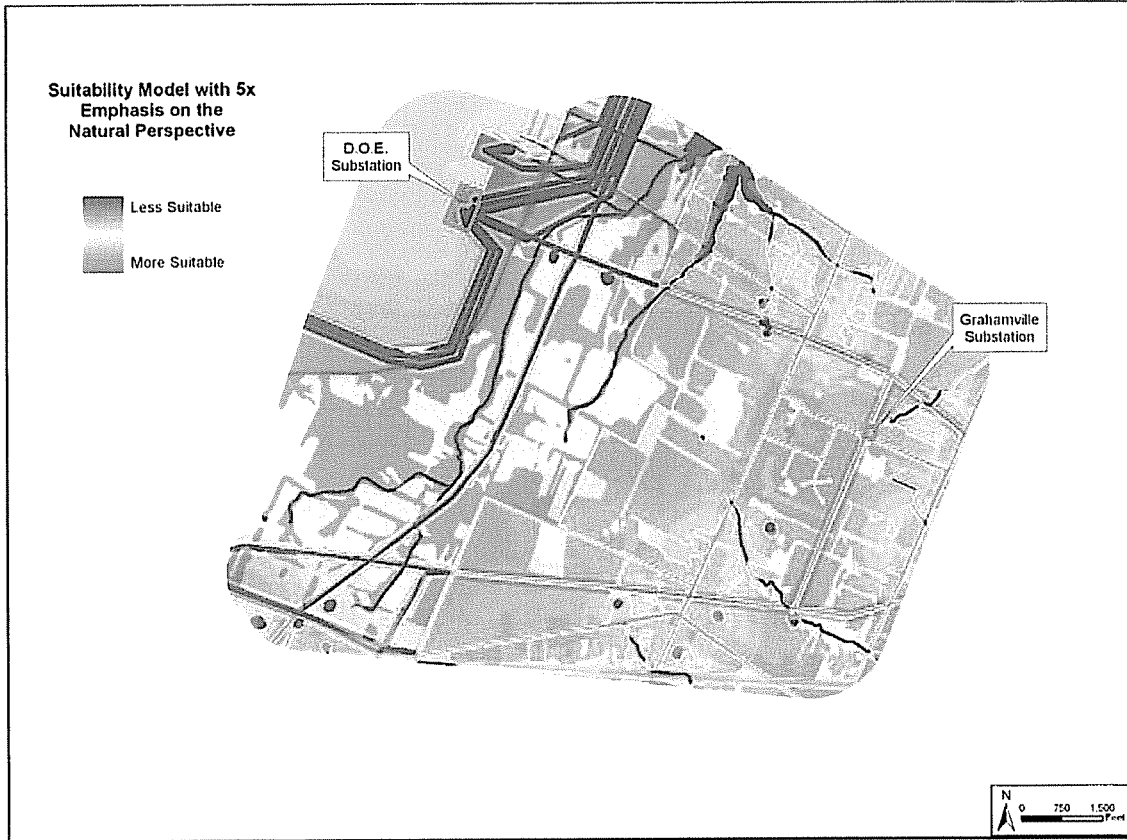 Suitability Model with 5x
Emphasis on the
Natural Perspective
D.O.E.
Substation
Less Suitable
More Suitable
Grahamville
Substation
N
0 750 1,500
Feet